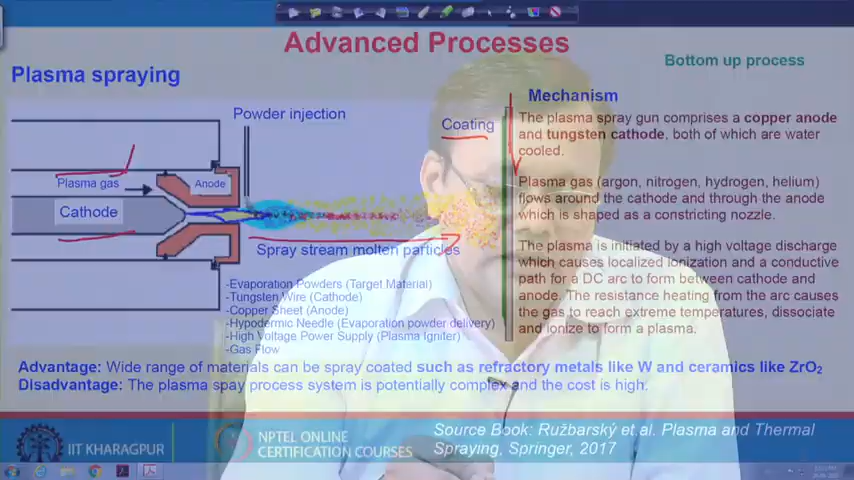 Advanced Processes
Bottom up process
Plasma spraying
Powder injection
Coating
Plasma gas
Anode
Cathode
Spray stream molten particles
-Evaporation Powders (Target Material)
-Tungsten Wire (Cathode)
-Copper Sheet (Anode)
-Hypodermic Needle (Evaporation powder delivery)
-High Voltage Power Supply (Plasma Igniter)
-Gas Flow
Mechanism
The plasma spray gun comprises a copper anode
and tungsten cathode, both of which are water
cooled.
Plasma gas (argon, nitrogen, hydrogen, helium)
flows around the cathode and through the anode
which is shaped as a constricting nozzle.
The plasma is initiated by a high voltage discharge
which causes localized ionization and a conductive
path for a DC arc to form between cathode and
anode. The resistance heating from the arc causes
the gas to reach extreme temperatures, dissociate
and ionize to form a plasma.
Advantage: Wide range of materials can be spray coated such as refractory metals like W and ceramics like ZrO₂
Disadvantage: The plasma spay process system is potentially complex and the cost is high.
IIT KHARAGPUR
NPTEL ONLINE
CERTIFICATION COURSES
Source Book: Ružbarský et al. Plasma and Thermal
Spraying, Springer, 2017